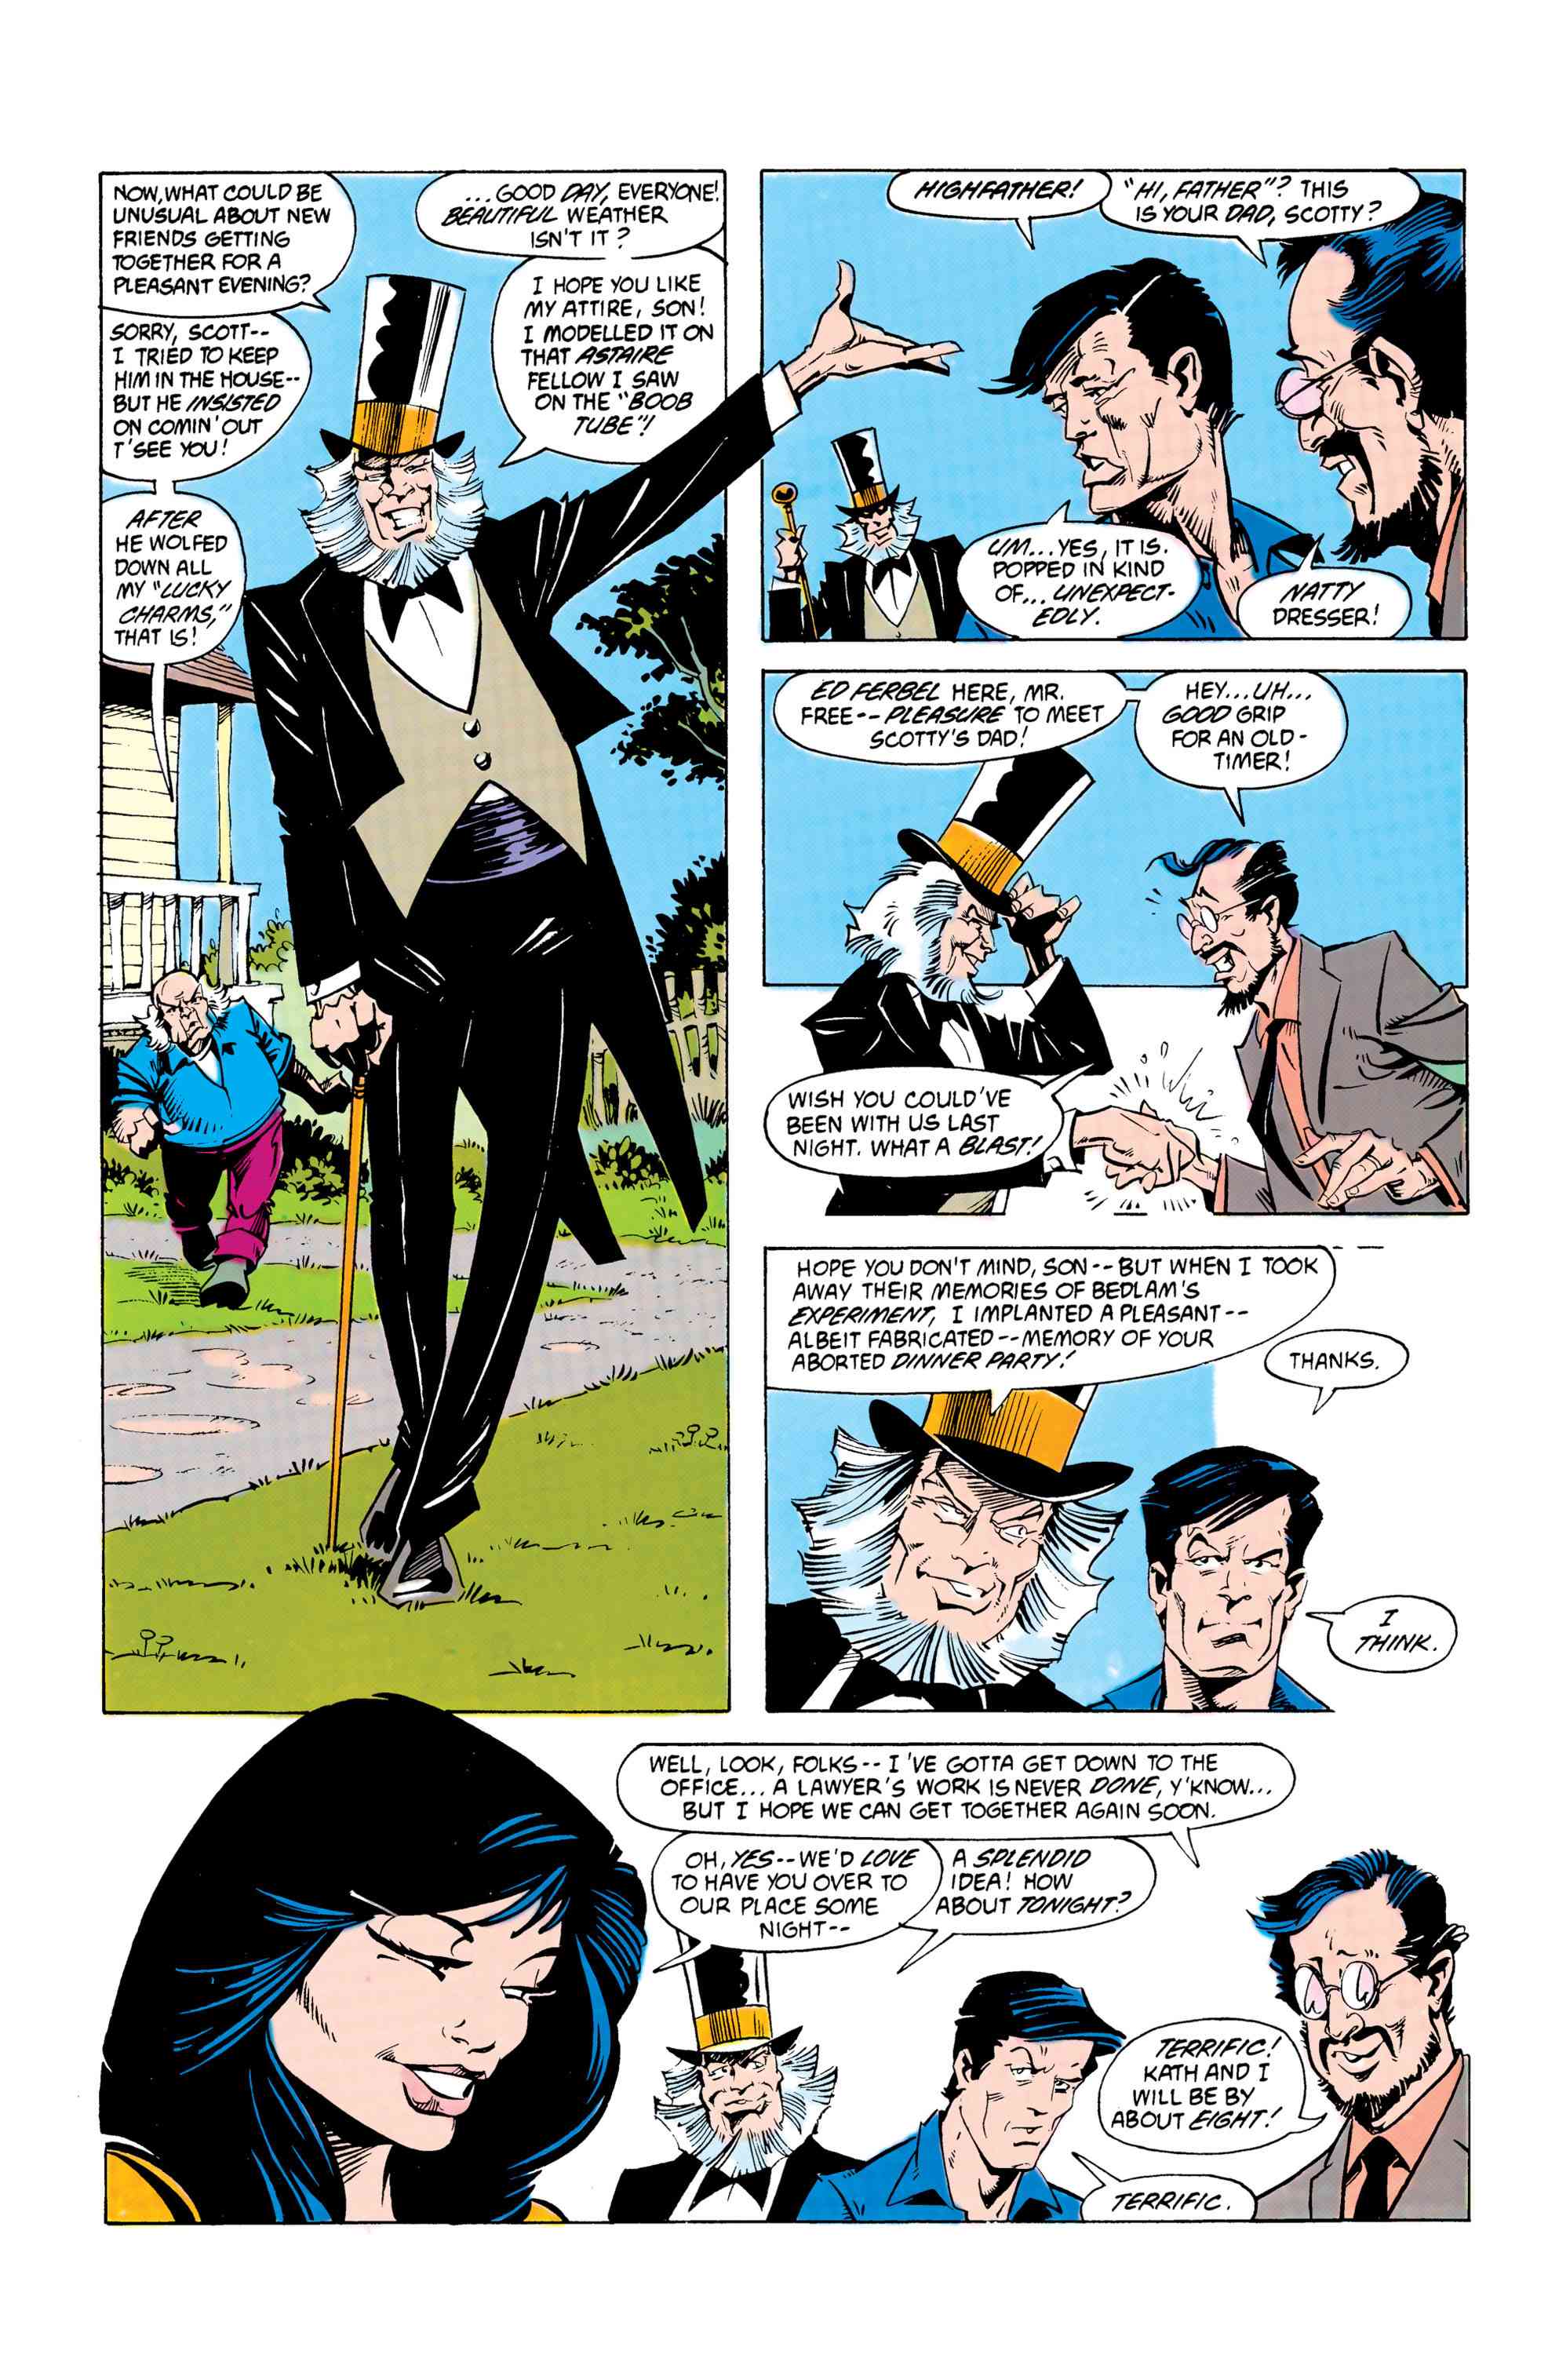 NOW, WHAT COULD BE
UNUSUAL ABOUT NEW
FRIENDS GETTING
TOGETHER FOR A
PLEASANT EVENING?
...GOOD DAY, EVERYONE!
BEAUTIFUL WEATHER
ISN'T IT?
SORRY, SCOTT--
I TRIED TO KEEP
HIM IN THE HOUSE--
BUT HE INSISTED
ON COMIN' OUT
T'SEE YOU!
I HOPE YOU LIKE
MY ATTIRE, SON!
I MODELLED IT ON
THAT ASTAIRE
FELLOW I SAW
ON THE "BOOB
TUBE"!
AFTER
HE WOLFED
DOWN ALL
MY "LUCKY
CHARMS,"
THAT IS!
HIGHFATHER!
"HI, FATHER"? THIS
IS YOUR DAD, SCOTTY?
UM... YES, IT IS.
POPPED IN KIND
OF... UNEXPECT-
EDLY.
NATTY
DRESSER!
ED FERBEL HERE, MR.
FREE-- PLEASURE TO MEET
SCOTTY'S DAD!
HEY...UH...
GOOD GRIP
FOR AN OLD-
TIMER!
WISH YOU COULD'VE
BEEN WITH US LAST
NIGHT. WHAT A BLAST!
HOPE YOU DON'T MIND, SON-- BUT WHEN I TOOK
AWAY THEIR MEMORIES OF BEDLAM'S
EXPERIMENT, I IMPLANTED A PLEASANT--
ALBEIT FABRICATED--MEMORY OF YOUR
ABORTED DINNER PARTY!
THANKS.
I
THINK.
WELL, LOOK, FOLKS-- I'VE GOTTA GET DOWN TO THE
OFFICE... A LAWYER'S WORK IS NEVER DONE, Y'KNOW...
BUT I HOPE WE CAN GET TOGETHER AGAIN SOON.
OH, YES--WE'D LOVE
TO HAVE YOU OVER TO
OUR PLACE SOME
NIGHT--
A SPLENDID
IDEA! HOW
ABOUT TONIGHT?
TERRIFIC!
KATH AND I
WILL BE BY
ABOUT EIGHT!
TERRIFIC.